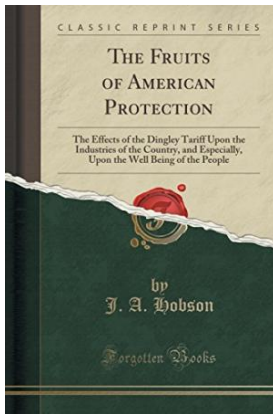 CLASSIC REPRINT SERIES
THE FRUITS
OF AMERICAN
PROTECTION
The Effects of the Dingley Tariff Upon the
Industries of the Country, and Especially,
Upon the Well Being of the People
by
J. A. Hobson
Forgotten Books